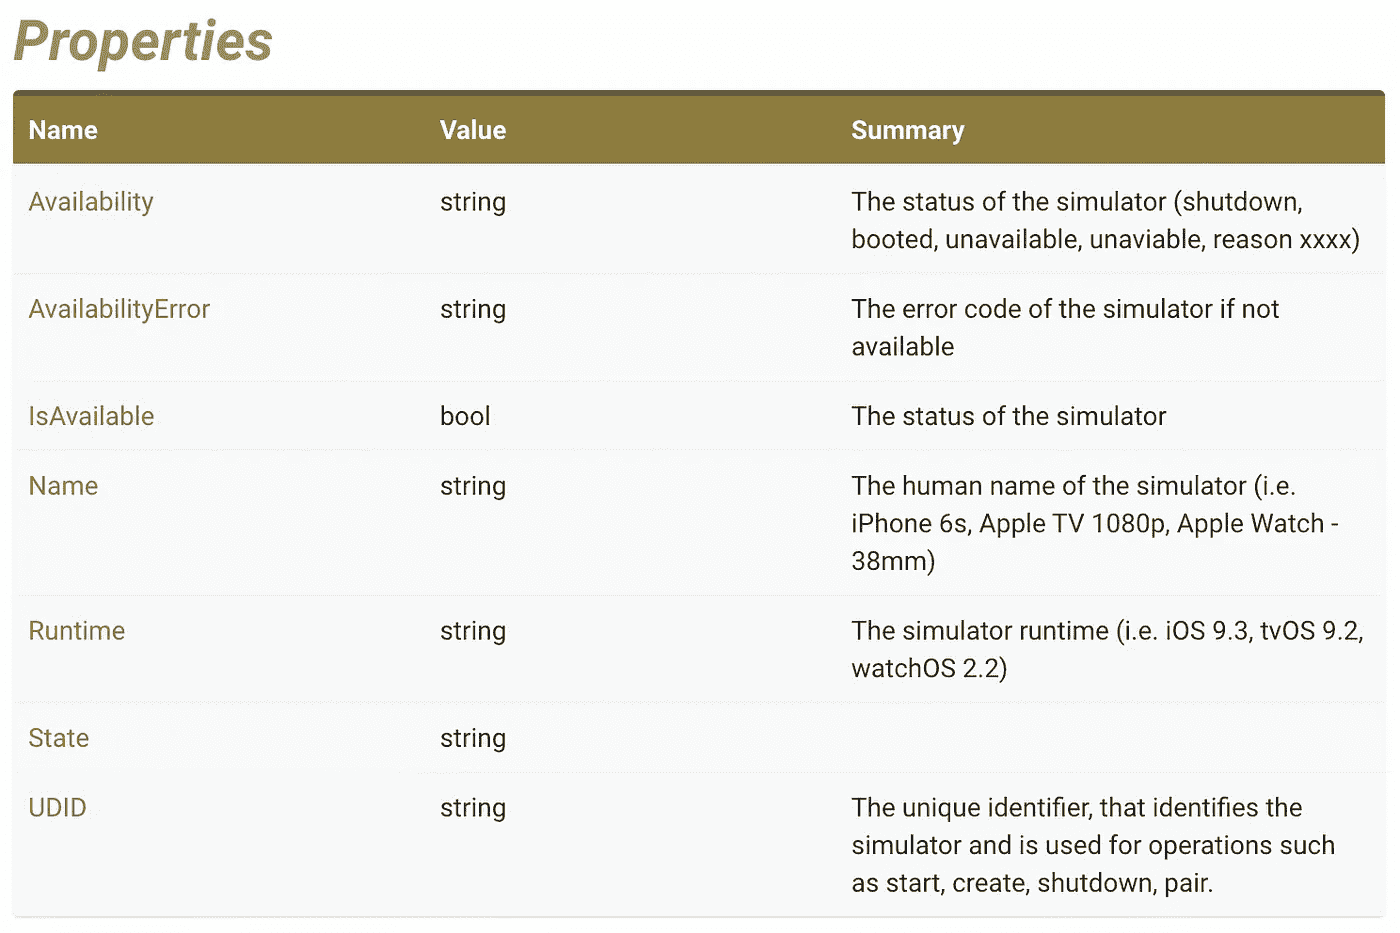 Properties
Name Value Summary
Availability string The status of the simulator (shutdown,
booted, unavailable, unaviable, reason xxxx)
AvailabilityError string The error code of the simulator if not
available
IsAvailable bool The status of the simulator
Name string The human name of the simulator (i.e.
iPhone 6s, Apple TV 1080p, Apple Watch -
38mm)
Runtime string The simulator runtime (i.e. iOS 9.3, tvOS 9.2,
watchOS 2.2)
State string
UDID string The unique identifier, that identifies the
simulator and is used for operations such
as start, create, shutdown, pair.